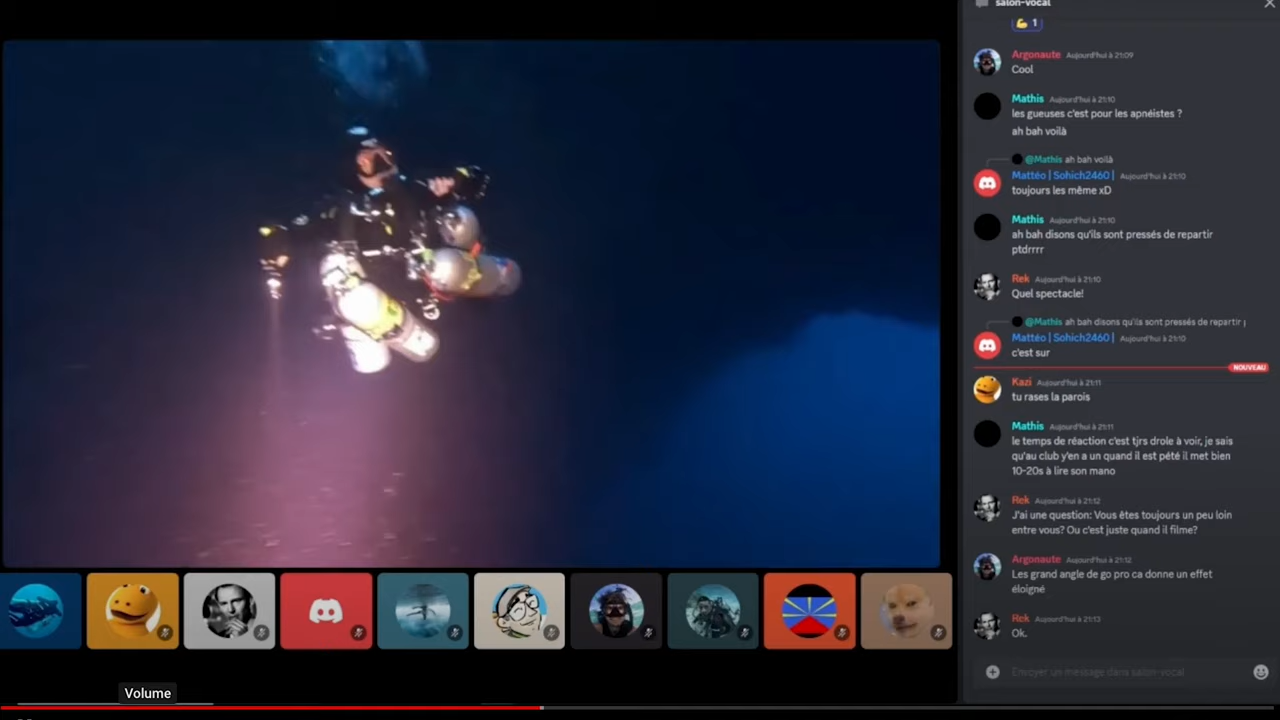 salon-vocal
1
Argonaute Aujourd'hui à 21:09
Cool
Mathis Aujourd'hui à 21:10
les gueuses c'est pour les apnéistes ?
ah bah voilà
@Mathis ah bah voilà
Mattéo | Sohich2460 | Aujourd'hui à 21:10
toujours les même xD
Mathis Aujourd'hui à 21:10
ah bah disons qu'ils sont pressés de repartir
ptdrrrr
Rek Aujourd'hui à 21:10
Quel spectacle!
@Mathis ah bah disons qu'ils sont pressés de repartir
Mattéo | Sohich2460 | Aujourd'hui à 21:10
c'est sur
NOUVEAU
Kazi Aujourd'hui à 21:11
tu rases la parois
Mathis Aujourd'hui à 21:11
le temps de réaction c'est tjrs drole à voir, je sais
qu'au club y'en a un quand il est pété il met bien
10-20s à lire son mano
Rek Aujourd'hui à 21:12
J'ai une question: Vous êtes toujours un peu loin
entre vous? Ou c'est juste quand il filme?
Argonaute Aujourd'hui à 21:12
Les grand angle de go pro ca donne un effet
éloigné
Rek Aujourd'hui à 21:13
Ok.
Envoyer un message dans salon-vocal
Volume